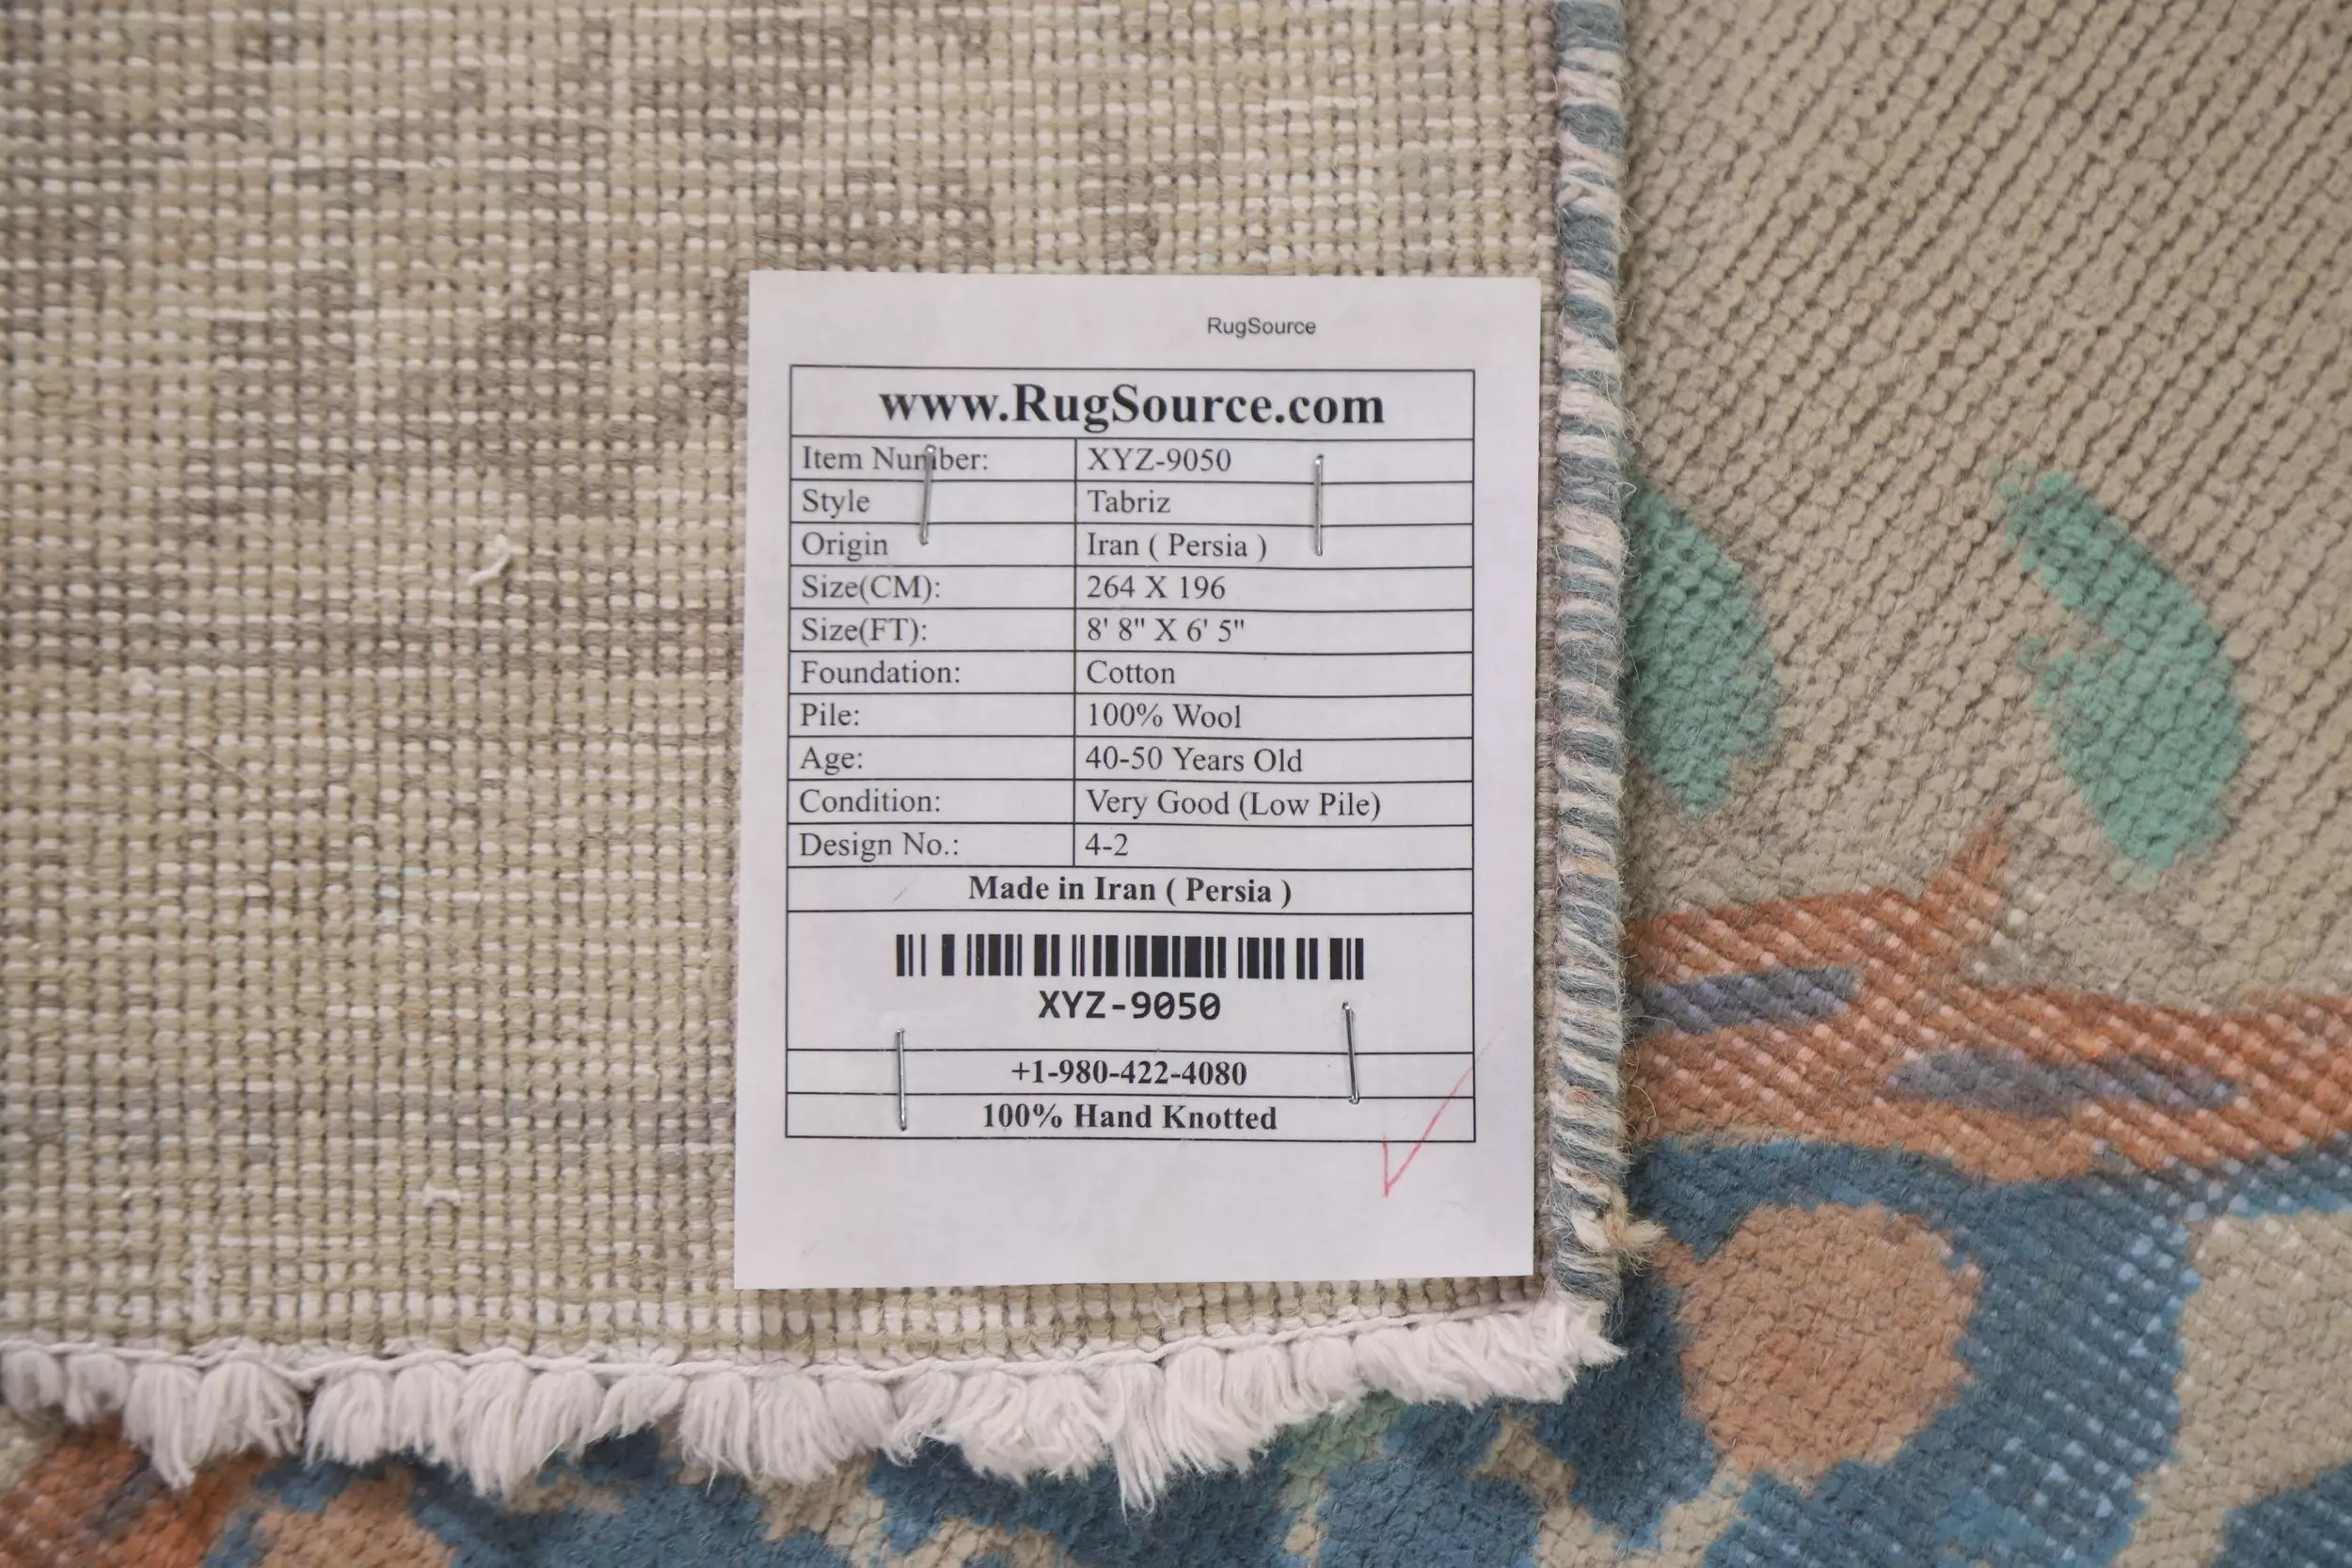 RugSource
www.RugSource.com
Item Number: XYZ-9050
Style Tabriz
Origin Iran ( Persia )
Size(CM): 264 X 196
Size(FT): 8' 8" X 6' 5"
Foundation: Cotton
Pile: 100% Wool
Age: 40-50 Years Old
Condition: Very Good (Low Pile)
Design No.: 4-2
Made in Iran ( Persia )
XYZ-9050
+1-980-422-4080
100% Hand Knotted